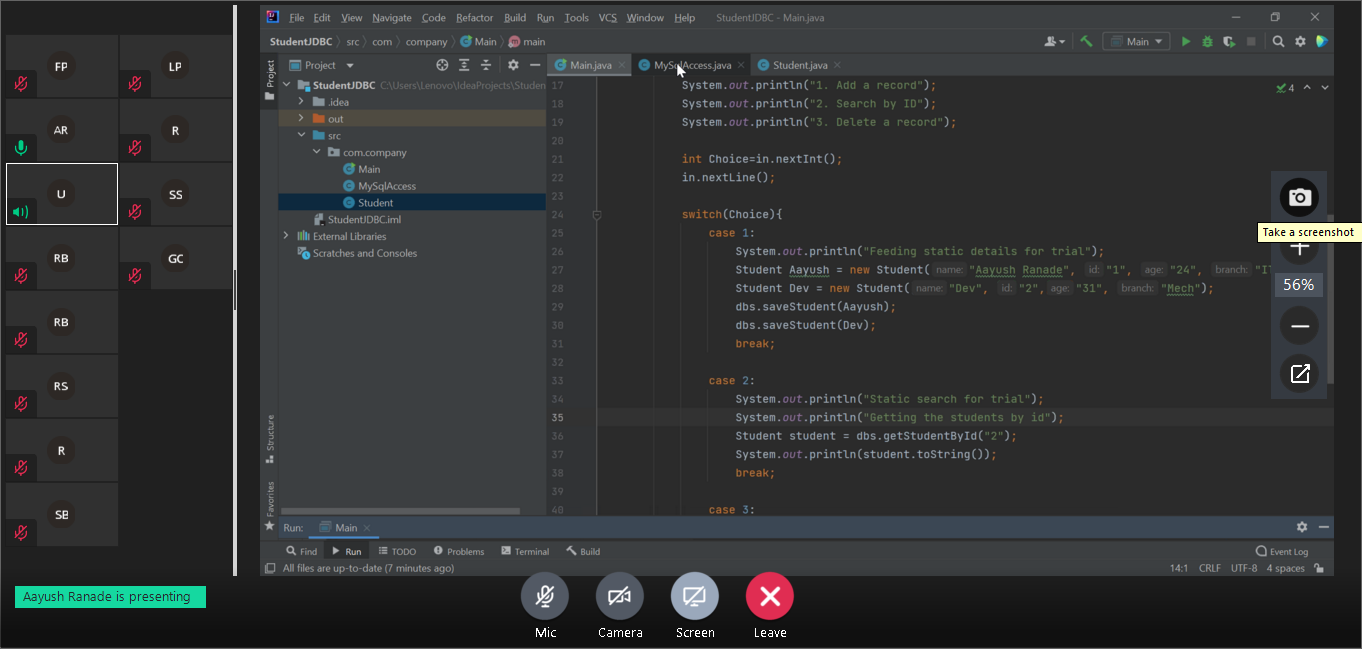 File Edit View Navigate Code Refactor Build Run Tools VCS Window Help StudentJDBC - Main.java
StudentJDBC src com company Main main
Main
Project
Main.java MySqlAccess.java Student.java
Project
StudentJDBC C:\Users\Lenovo\IdeaProjects\Studen
.idea
out
src
com.company
Main
MySqlAccess
Student
StudentJDBC.iml
External Libraries
Scratches and Consoles
Structure
Favorites
4
17 System.out.println("1. Add a record");
18 System.out.println("2. Search by ID");
19 System.out.println("3. Delete a record");
20
21 int Choice=in.nextInt();
22 in.nextLine();
23
24 switch(Choice){
25 case 1:
26 System.out.println("Feeding static details for trial");
27 Student Aayush = new Student( name: "Aayush Ranade", id: "1", age: "24", branch: "IT
28 Student Dev = new Student( name: "Dev", id: "2", age: "31", branch: "Mech");
29 dbs.saveStudent(Aayush);
30 dbs.saveStudent(Dev);
31 break;
32
33 case 2:
34 System.out.println("Static search for trial");
35 System.out.println("Getting the students by id");
36 Student student = dbs.getStudentById("2");
37 System.out.println(student.toString());
38 break;
39
40 case 3:
Run: Main
Find Run TODO Problems Terminal Build Event Log
All files are up-to-date (7 minutes ago) 14:1 CRLF UTF-8 4 spaces
FP LP
AR R
U SS
RB GC
RB
RS
R
SB
Take a screenshot
56%
Aayush Ranade is presenting
Mic Camera Screen Leave